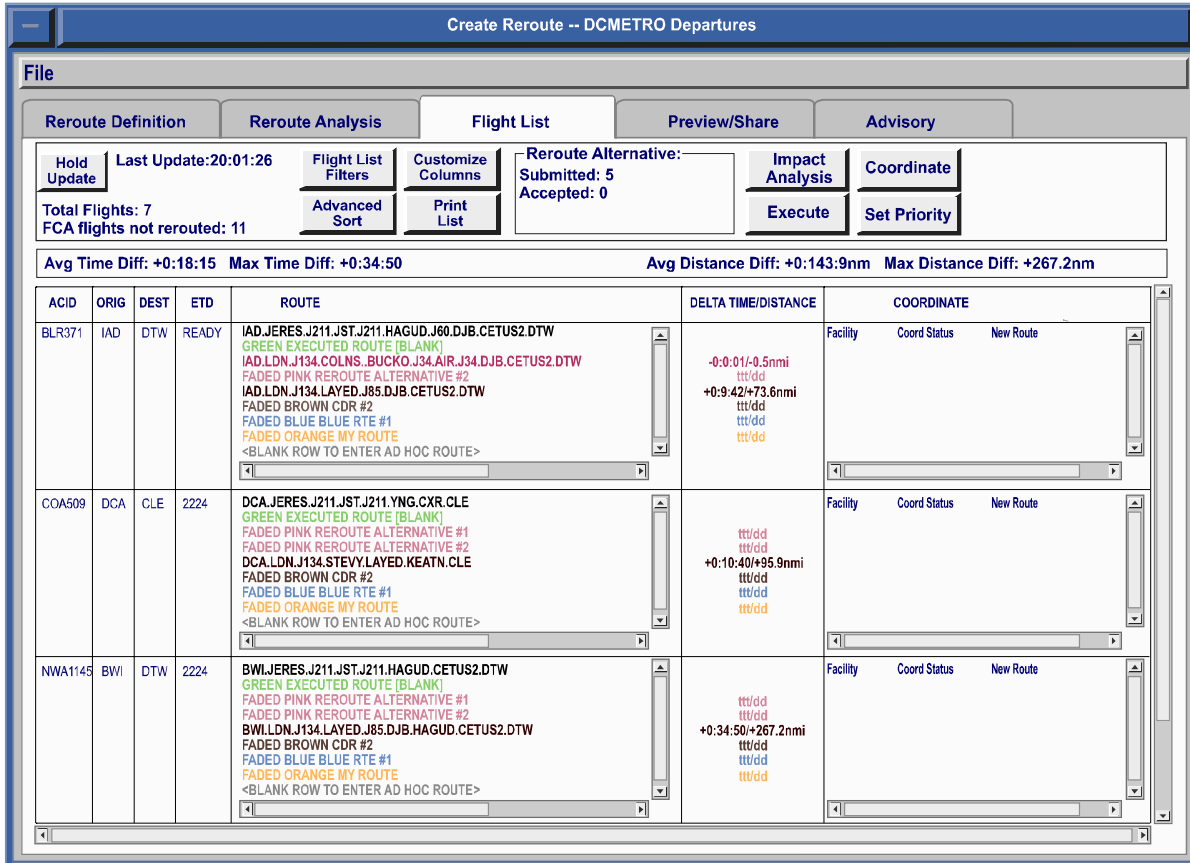 Create Reroute -- DCMETRO Departures
File
Reroute Definition Reroute Analysis Flight List Preview/Share Advisory
Hold Update
Last Update:20:01:26
Flight List Filters
Customize Columns
Reroute Alternative:
Submitted: 5
Accepted: 0
Impact Analysis
Coordinate
Total Flights: 7
FCA flights not rerouted: 11
Advanced Sort
Print List
Execute
Set Priority
Avg Time Diff: +0:18:15 Max Time Diff: +0:34:50 Avg Distance Diff: +0:143:9nm Max Distance Diff: +267.2nm
ACID ORIG DEST ETD ROUTE DELTA TIME/DISTANCE COORDINATE
BLR371 IAD DTW READY IAD.JERES.J211.JST.J211.HAGUD.J60.DJB.CETUS2.DTW Facility Coord Status New Route
GREEN EXECUTED ROUTE [BLANK]
IAD.LDN.J134.COLNS..BUCKO.J34.AIR.J34.DJB.CETUS2.DTW -0:0:01/-0.5nmi
FADED PINK REROUTE ALTERNATIVE #2 ttt/dd
IAD.LDN.J134.LAYED.J85.DJB.CETUS2.DTW +0:9:42/+73.6nmi
FADED BROWN CDR #2 ttt/dd
FADED BLUE BLUE RTE #1 ttt/dd
FADED ORANGE MY ROUTE ttt/dd
<BLANK ROW TO ENTER AD HOC ROUTE>
COA509 DCA CLE 2224 DCA.JERES.J211.JST.J211.YNG.CXR.CLE Facility Coord Status New Route
GREEN EXECUTED ROUTE [BLANK]
FADED PINK REROUTE ALTERNATIVE #1 ttt/dd
FADED PINK REROUTE ALTERNATIVE #2 ttt/dd
DCA.LDN.J134.STEVY.LAYED.KEATN.CLE +0:10:40/+95.9nmi
FADED BROWN CDR #2 ttt/dd
FADED BLUE BLUE RTE #1 ttt/dd
FADED ORANGE MY ROUTE ttt/dd
<BLANK ROW TO ENTER AD HOC ROUTE>
NWA1145 BWI DTW 2224 BWI.JERES.J211.JST.J211.HAGUD.CETUS2.DTW Facility Coord Status New Route
GREEN EXECUTED ROUTE [BLANK]
FADED PINK REROUTE ALTERNATIVE #1 ttt/dd
FADED PINK REROUTE ALTERNATIVE #2 ttt/dd
BWI.LDN.J134.LAYED.J85.DJB.HAGUD.CETUS2.DTW +0:34:50/+267.2nmi
FADED BROWN CDR #2 ttt/dd
FADED BLUE BLUE RTE #1 ttt/dd
FADED ORANGE MY ROUTE ttt/dd
<BLANK ROW TO ENTER AD HOC ROUTE>